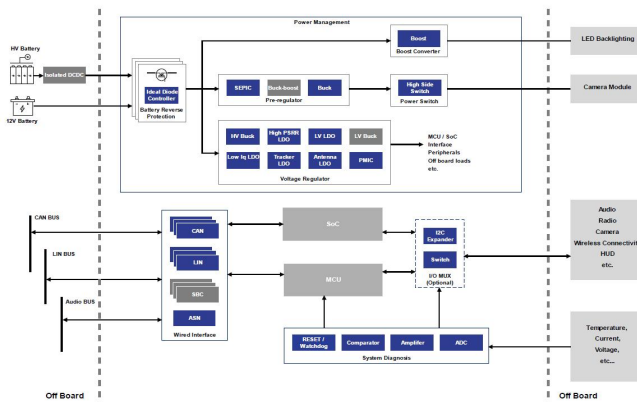 Power Management
HV Battery
Isolated DCDC
12V Battery
Ideal Diode
Controller
Battery Reverse
Protection
Boost
Boost Converter
SEPIC
Buck-boost
Buck
Pre-regulator
High Side
Switch
Power Switch
HV Buck
High PSRR
LDO
LV LDO
LV Buck
Low Iq LDO
Tracker
LDO
Antenna
LDO
PMIC
Voltage Regulator
MCU / SoC
Interface
Peripherals
Off board loads
etc.
LED Backlighting
Camera Module
CAN BUS
LIN BUS
Audio BUS
CAN
LIN
SBC
ASN
Wired Interface
SoC
MCU
I2C
Expander
Switch
I/O MUX
(Optional)
RESET /
Watchdog
Comparator
Amplifer
ADC
System Diagnosis
Audio
Radio
Camera
Wireless Connectivit
HUD
etc.
Temperature,
Current,
Voltage,
etc...
Off Board
Off Board